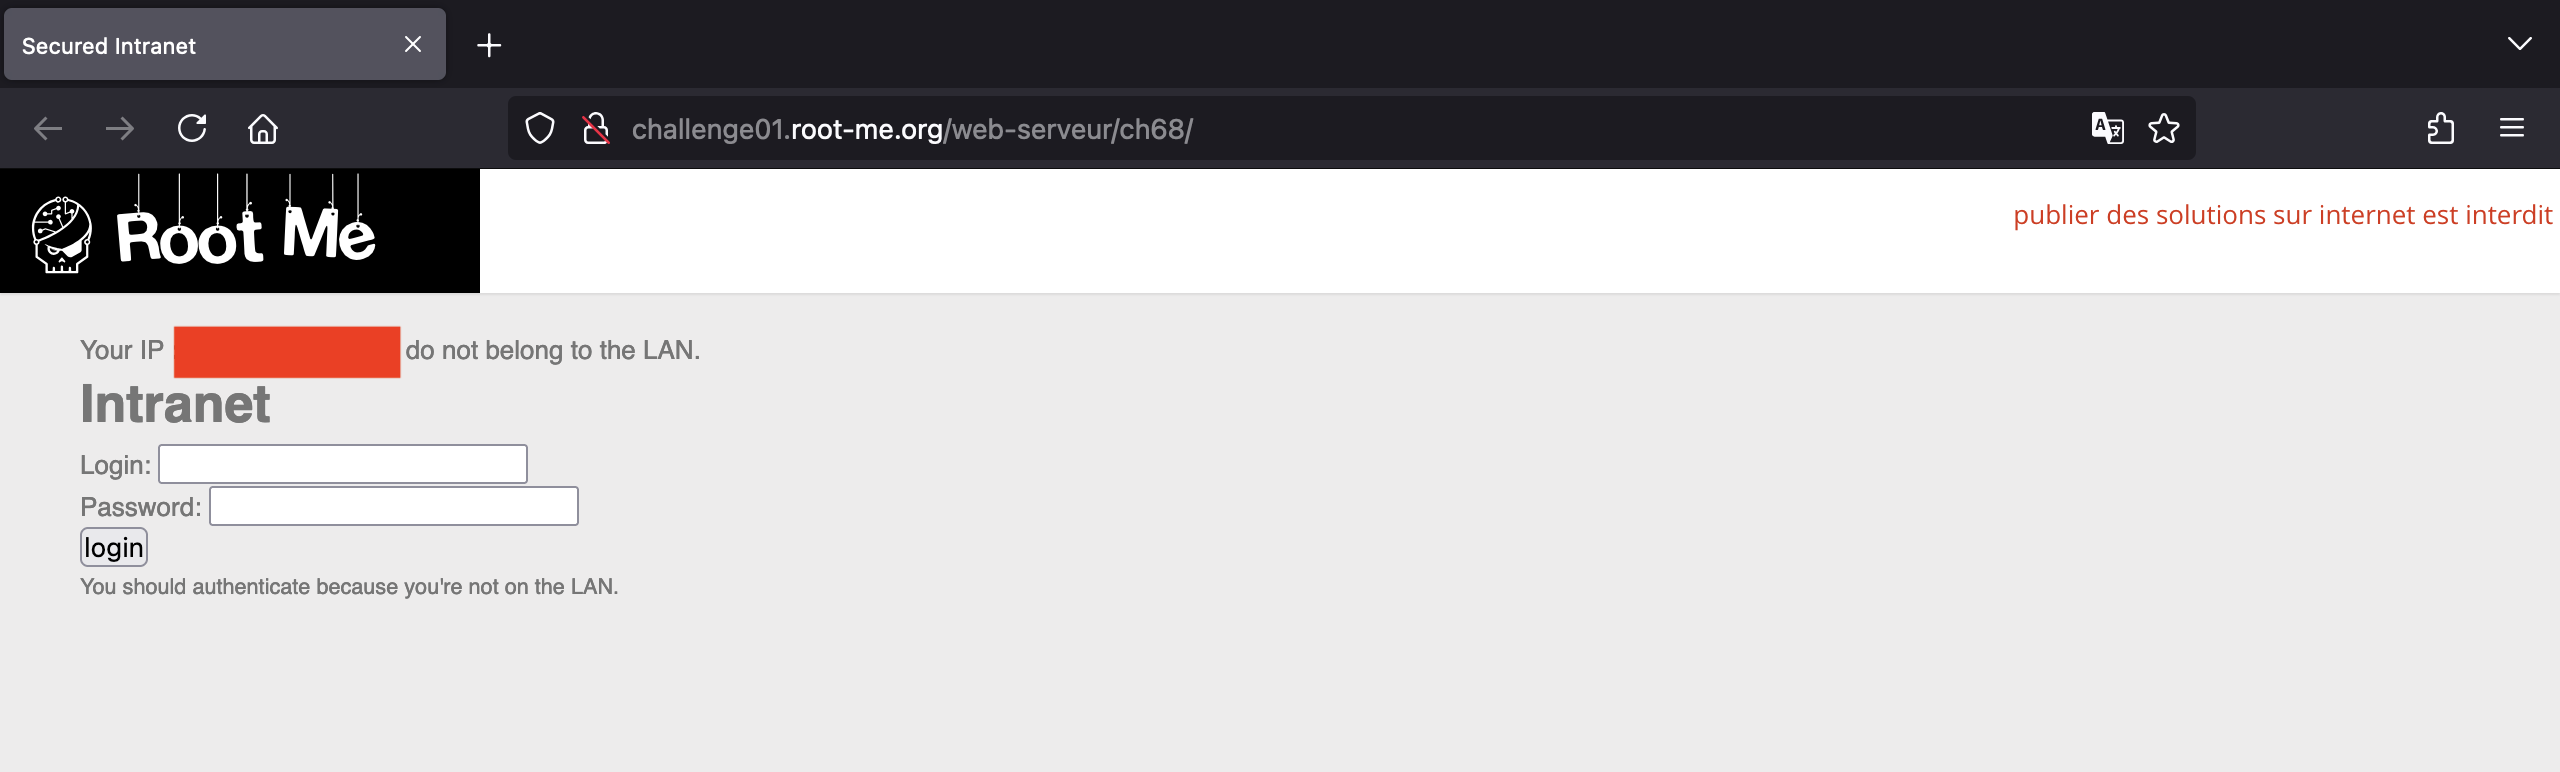 Secured Intranet
challenge01.root-me.org/web-serveur/ch68/
Root Me
publier des solutions sur internet est interdit
Your IP do not belong to the LAN.
Intranet
Login:
Password:
login
You should authenticate because you're not on the LAN.